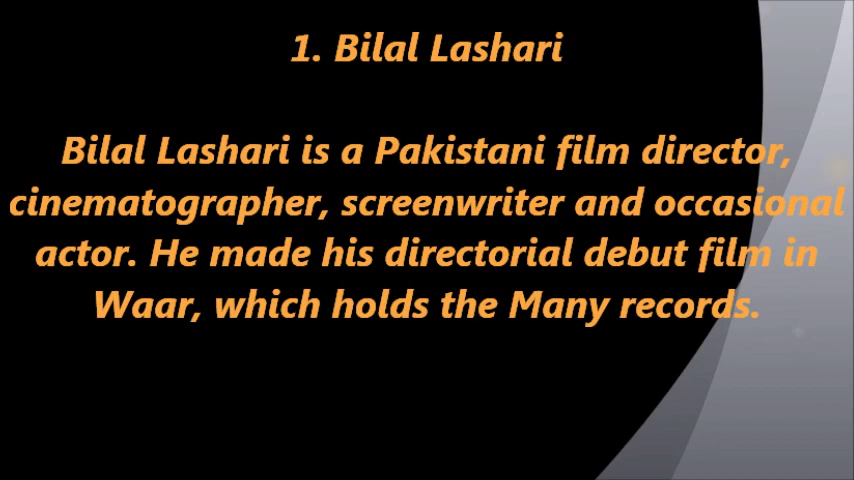 1. Bilal Lashari
Bilal Lashari is a Pakistani film director,
cinematographer, screenwriter and occasional
actor. He made his directorial debut film in
Waar, which holds the Many records.